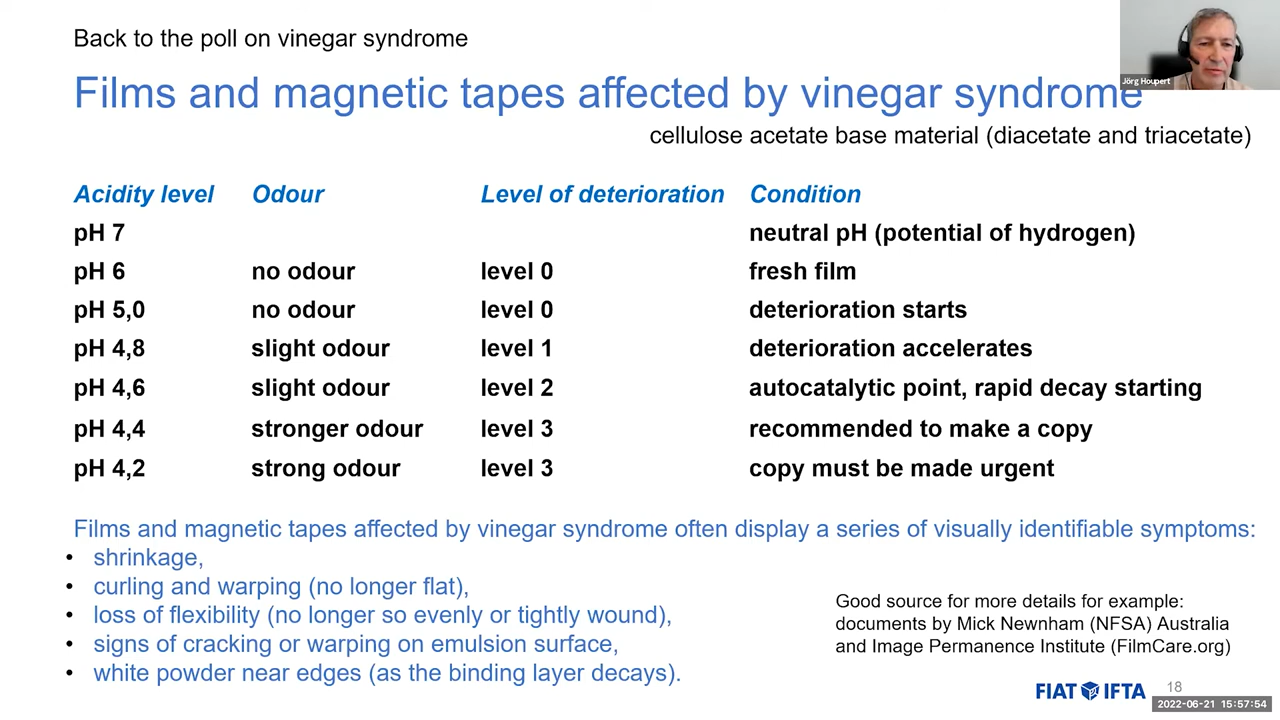 Back to the poll on vinegar syndrome
Films and magnetic tapes affected by vinegar syndrome
Jörg Houpert
cellulose acetate base material (diacetate and triacetate)
Acidity level Odour Level of deterioration Condition
pH 7 neutral pH (potential of hydrogen)
pH 6 no odour level 0 fresh film
pH 5,0 no odour level 0 deterioration starts
pH 4,8 slight odour level 1 deterioration accelerates
pH 4,6 slight odour level 2 autocatalytic point, rapid decay starting
pH 4,4 stronger odour level 3 recommended to make a copy
pH 4,2 strong odour level 3 copy must be made urgent
Films and magnetic tapes affected by vinegar syndrome often display a series of visually identifiable symptoms:
• shrinkage,
• curling and warping (no longer flat),
• loss of flexibility (no longer so evenly or tightly wound),
• signs of cracking or warping on emulsion surface,
• white powder near edges (as the binding layer decays).
Good source for more details for example:
documents by Mick Newnham (NFSA) Australia
and Image Permanence Institute (FilmCare.org)
FIAT IFTA
18
2022-06-21 15:57:54